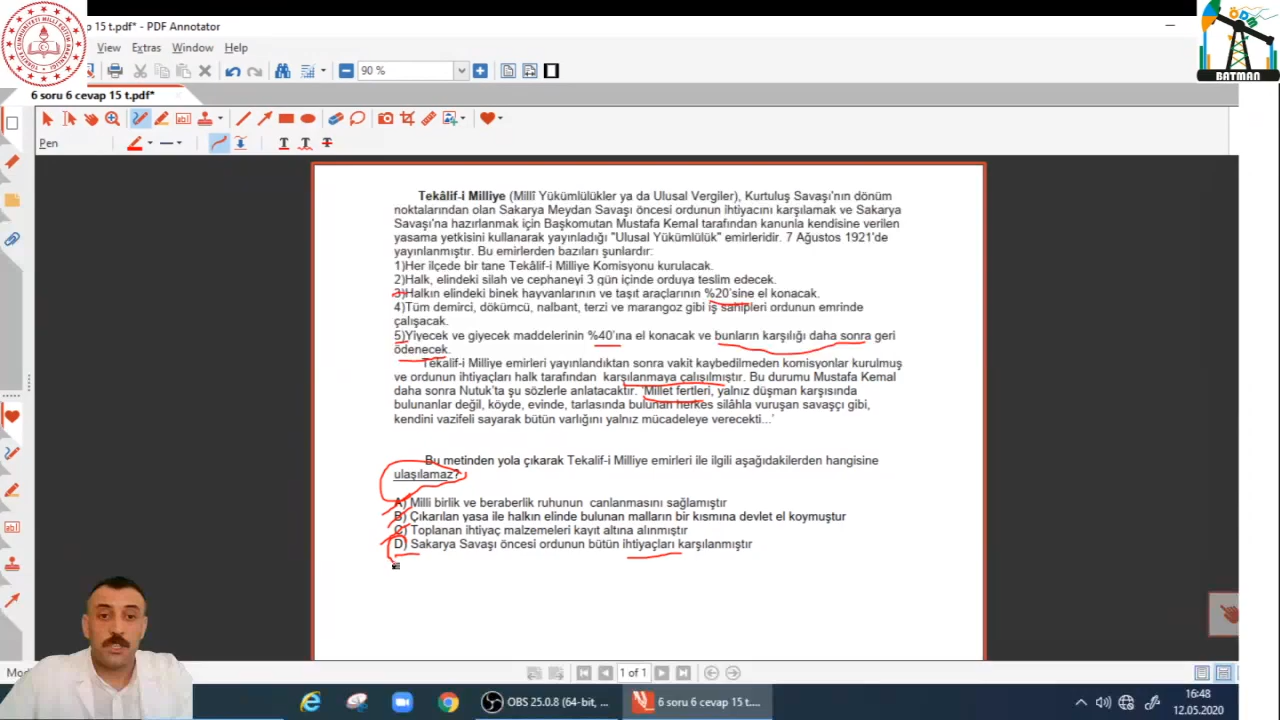 T.C. MİLLÎ EĞİTİM BAKANLIĞI
BATMAN
ap 15 t.pdf* - PDF Annotator
View Extras Window Help
90 %
6 soru 6 cevap 15 t.pdf*
Pen
Tekâlif-i Milliye (Millî Yükümlülükler ya da Ulusal Vergiler), Kurtuluş Savaşı'nın dönüm
noktalarından olan Sakarya Meydan Savaşı öncesi ordunun ihtiyacını karşılamak ve Sakarya
Savaşı'na hazırlanmak için Başkomutan Mustafa Kemal tarafından kanunla kendisine verilen
yasama yetkisini kullanarak yayınladığı "Ulusal Yükümlülük" emirleridir. 7 Ağustos 1921'de
yayınlanmıştır. Bu emirlerden bazıları şunlardır:
1)Her ilçede bir tane Tekâlif-i Milliye Komisyonu kurulacak.
2)Halk, elindeki silah ve cephaneyi 3 gün içinde orduya teslim edecek.
3)Halkın elindeki binek hayvanlarının ve taşıt araçlarının %20'sine el konacak.
4)Tüm demirci, dökümcü, nalbant, terzi ve marangoz gibi iş sahipleri ordunun emrinde
çalışacak.
5)Yiyecek ve giyecek maddelerinin %40'ına el konacak ve bunların karşılığı daha sonra geri
ödenecek.
Tekalif-i Milliye emirleri yayınlandıktan sonra vakit kaybedilmeden komisyonlar kurulmuş
ve ordunun ihtiyaçları halk tarafından karşılanmaya çalışılmıştır. Bu durumu Mustafa Kemal
daha sonra Nutuk'ta şu sözlerle anlatacaktır. 'Millet fertleri, yalnız düşman karşısında
bulunanlar değil, köyde, evinde, tarlasında bulunan herkes silâhla vuruşan savaşçı gibi,
kendini vazifeli sayarak bütün varlığını yalnız mücadeleye verecekti...'
Bu metinden yola çıkarak Tekalif-i Milliye emirleri ile ilgili aşağıdakilerden hangisine
ulaşılamaz?
A) Milli birlik ve beraberlik ruhunun canlanmasını sağlamıştır
B) Çıkarılan yasa ile halkın elinde bulunan malların bir kısmına devlet el koymuştur
C) Toplanan ihtiyaç malzemeleri kayıt altına alınmıştır
D) Sakarya Savaşı öncesi ordunun bütün ihtiyaçları karşılanmıştır
1 of 1
OBS 25.0.8 (64-bit, ...
6 soru 6 cevap 15 t....
16:48
12.05.2020